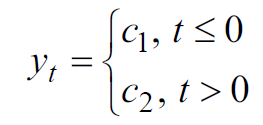 y_t = { c_1, t ≤ 0
c_2, t > 0